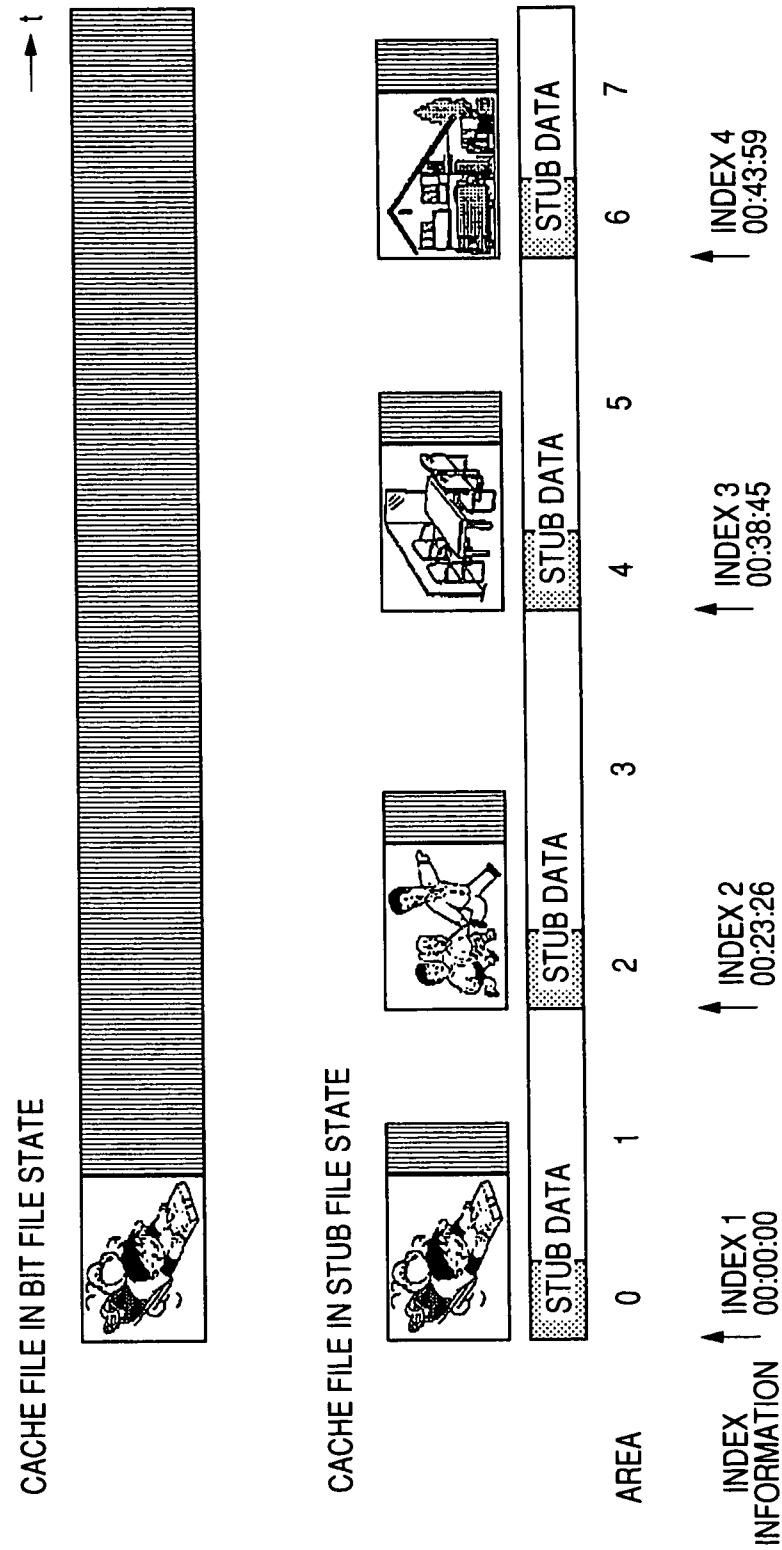 → t
CACHE FILE IN BIT FILE STATE
CACHE FILE IN STUB FILE STATE
STUB DATA STUB DATA STUB DATA STUB DATA
AREA 0 1 2 3 4 5 6 7
INDEX INFORMATION
INDEX 1
00:00:00
INDEX 2
00:23:26
INDEX 3
00:38:45
INDEX 4
00:43:59